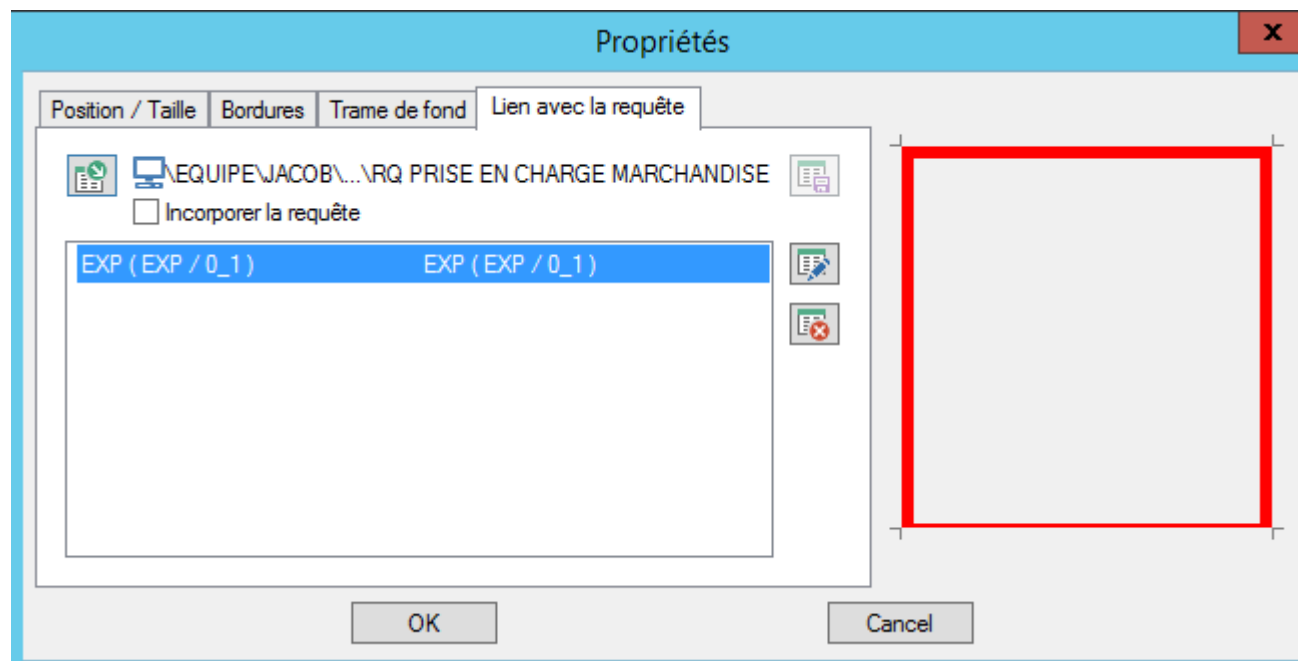 Propriétés
x
Position / Taille Bordures Trame de fond Lien avec la requête
\EQUIPE\JACOB\...\RQ PRISE EN CHARGE MARCHANDISE
Incorporer la requête
EXP ( EXP / 0_1 ) EXP ( EXP / 0_1 )
OK Cancel